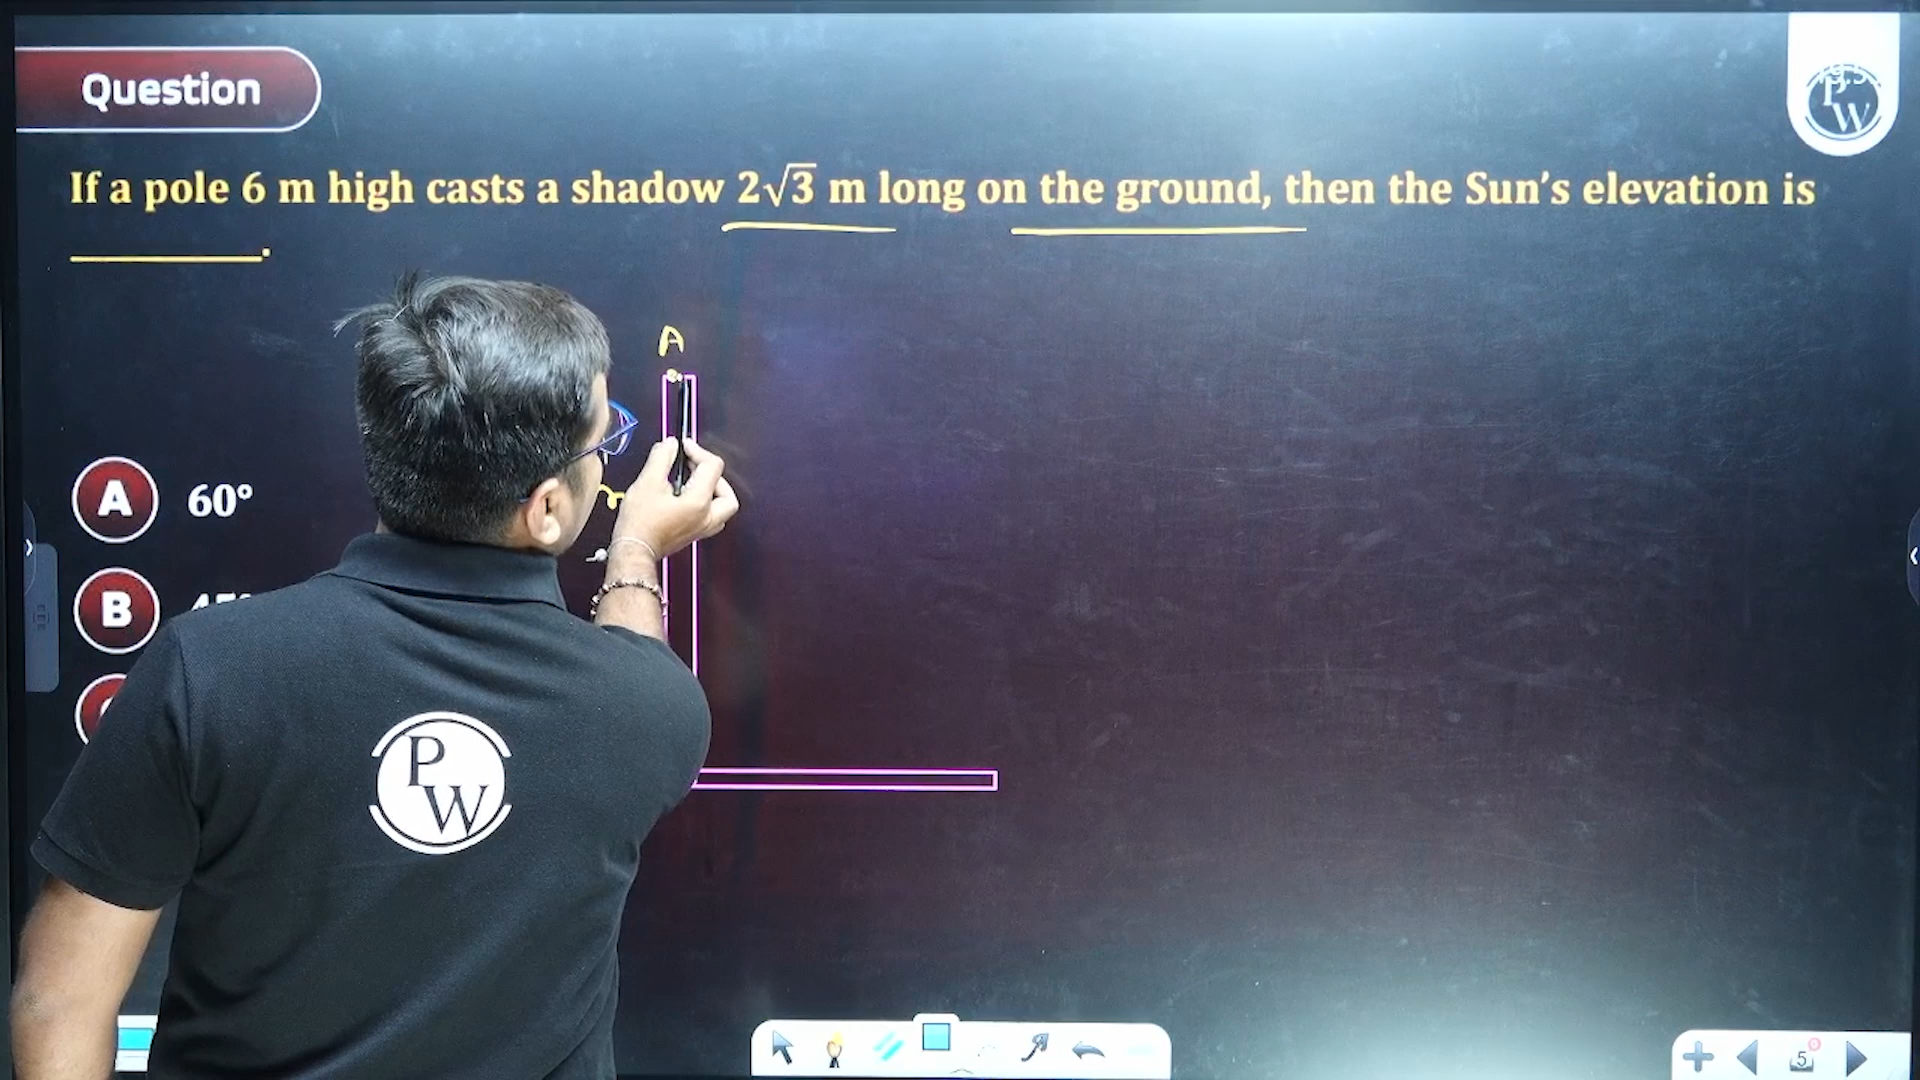 Question
If a pole 6 m high casts a shadow 2√3 m long on the ground, then the Sun's elevation is
________.
A
A 60°
B
P
W
P
W
5